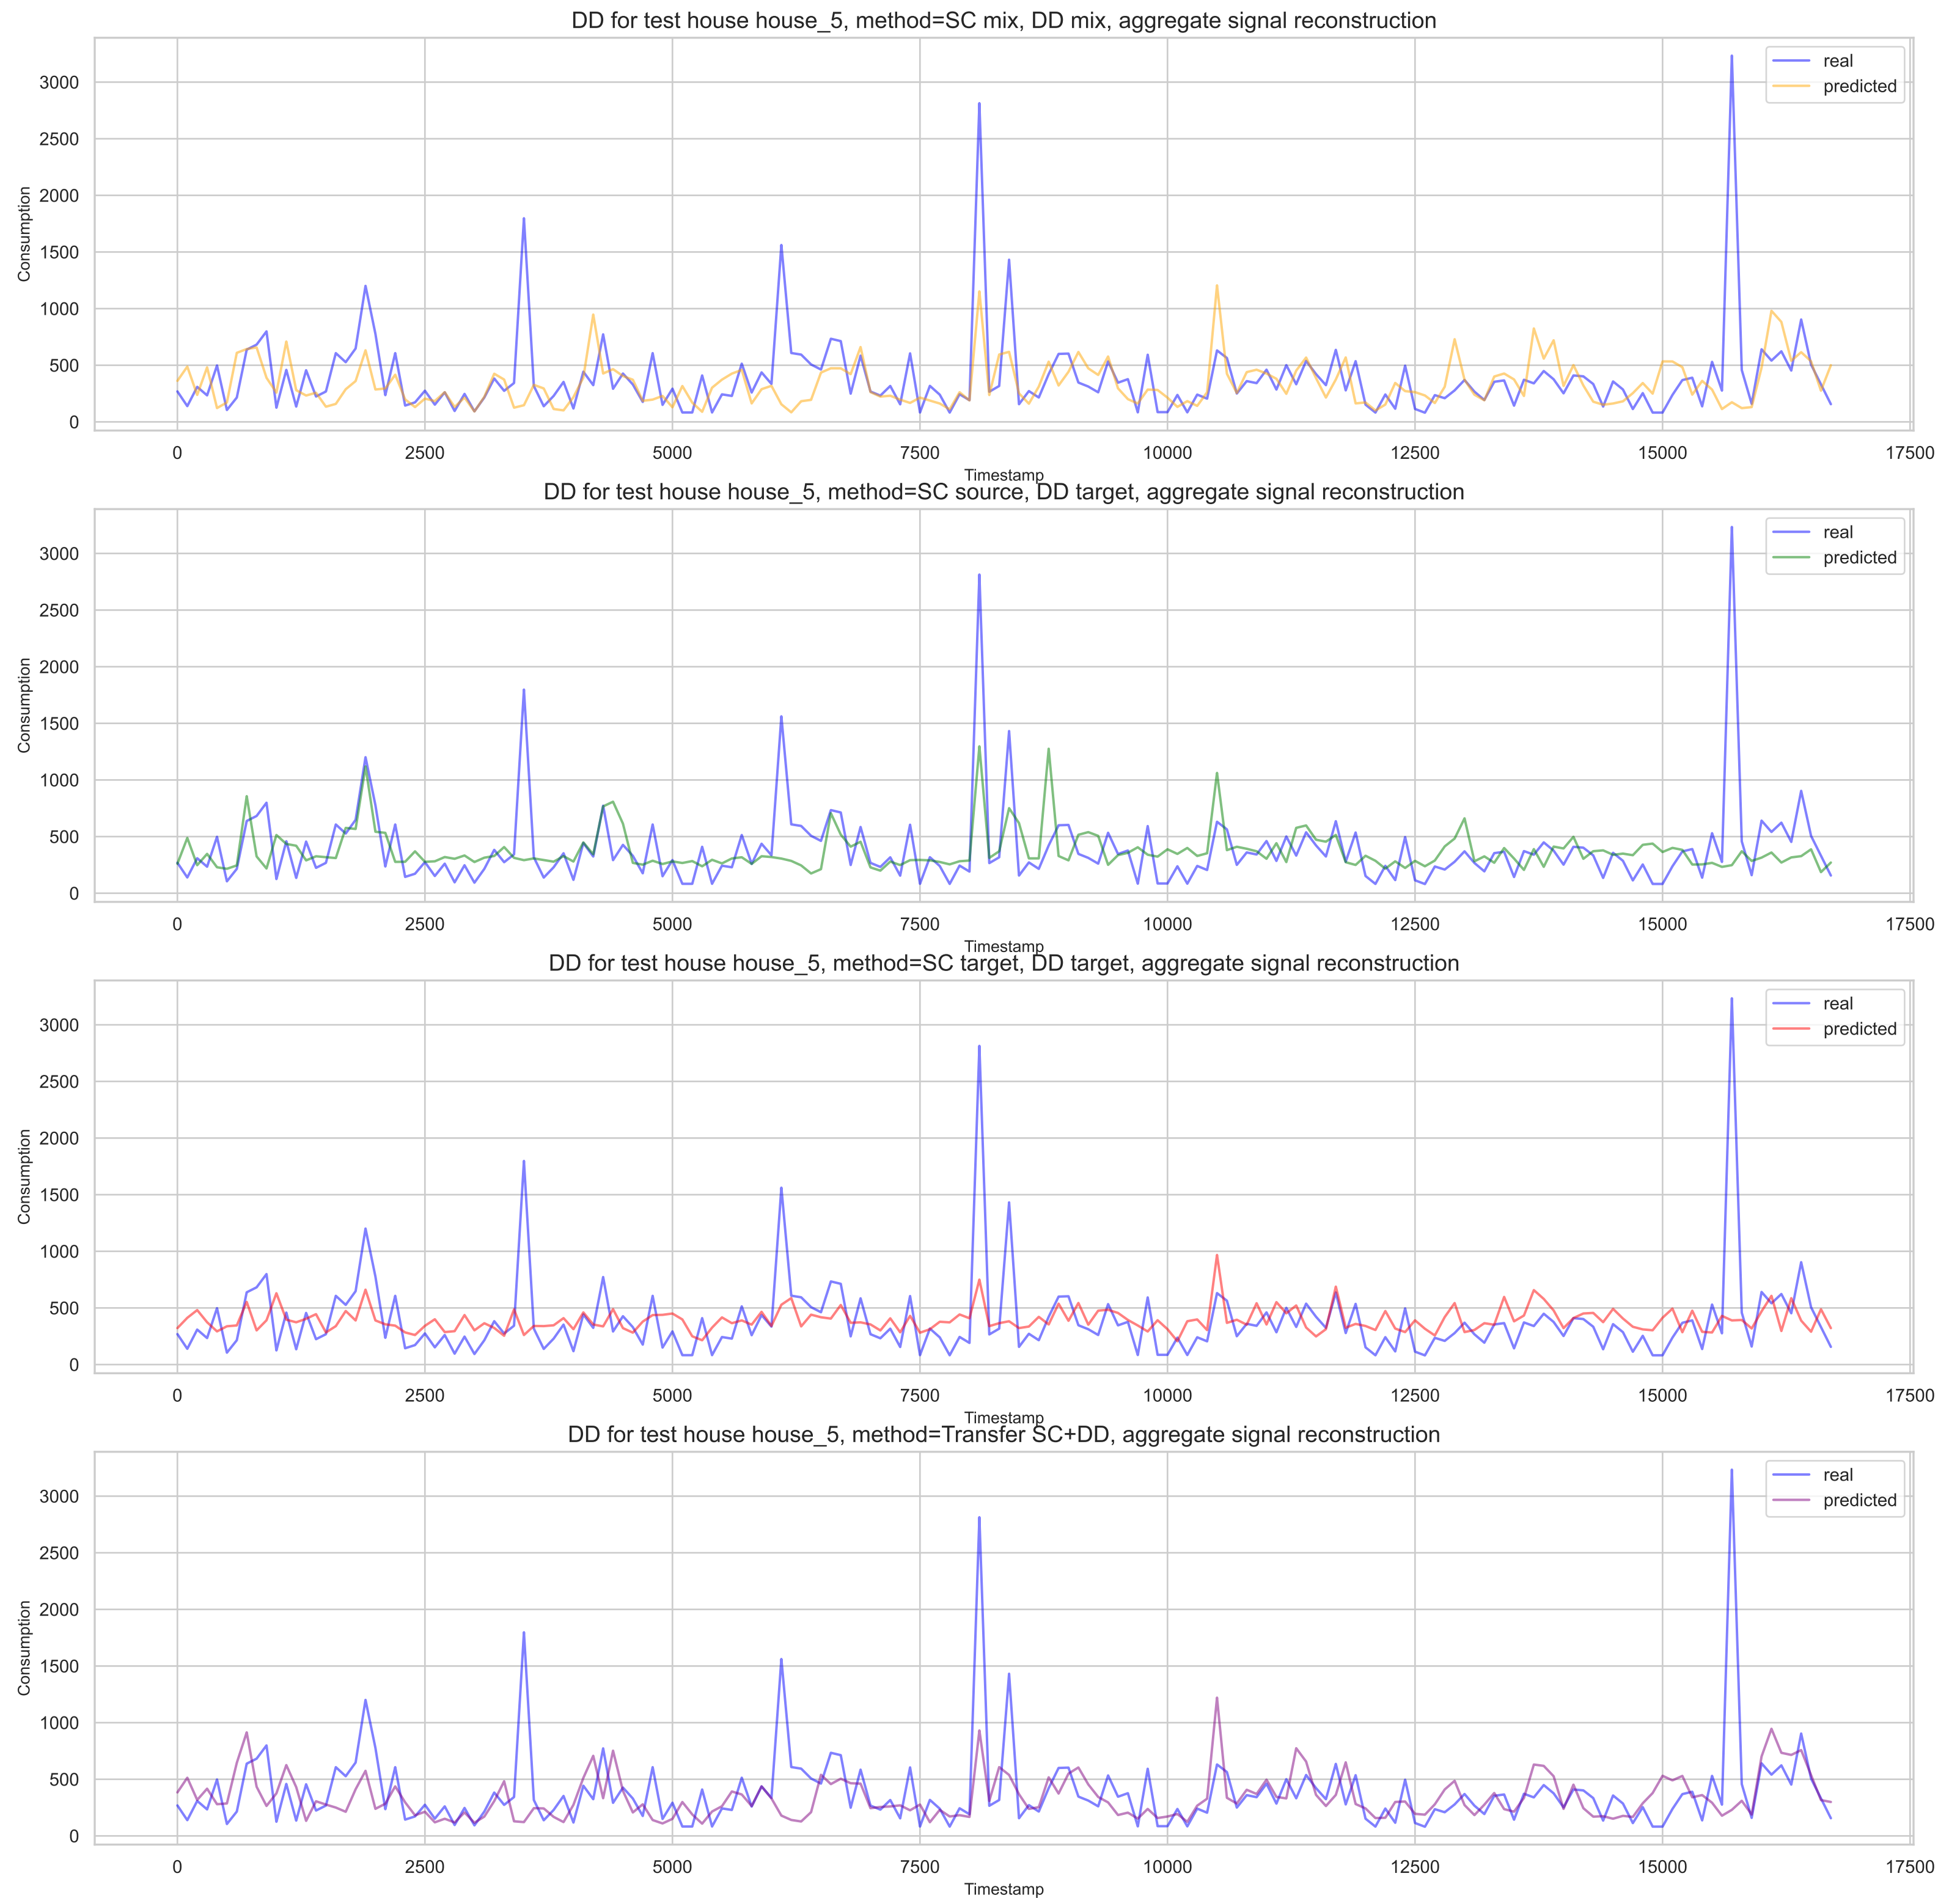 DD for test house house_5, method=SC mix, DD mix, aggregate signal reconstruction
real
predicted
Consumption
3000
2500
2000
1500
1000
500
0
0 2500 5000 7500 10000 12500 15000 17500
Timestamp
DD for test house house_5, method=SC source, DD target, aggregate signal reconstruction
real
predicted
Consumption
3000
2500
2000
1500
1000
500
0
0 2500 5000 7500 10000 12500 15000 17500
Timestamp
DD for test house house_5, method=SC target, DD target, aggregate signal reconstruction
real
predicted
Consumption
3000
2500
2000
1500
1000
500
0
0 2500 5000 7500 10000 12500 15000 17500
Timestamp
DD for test house house_5, method=Transfer SC+DD, aggregate signal reconstruction
real
predicted
Consumption
3000
2500
2000
1500
1000
500
0
0 2500 5000 7500 10000 12500 15000 17500
Timestamp